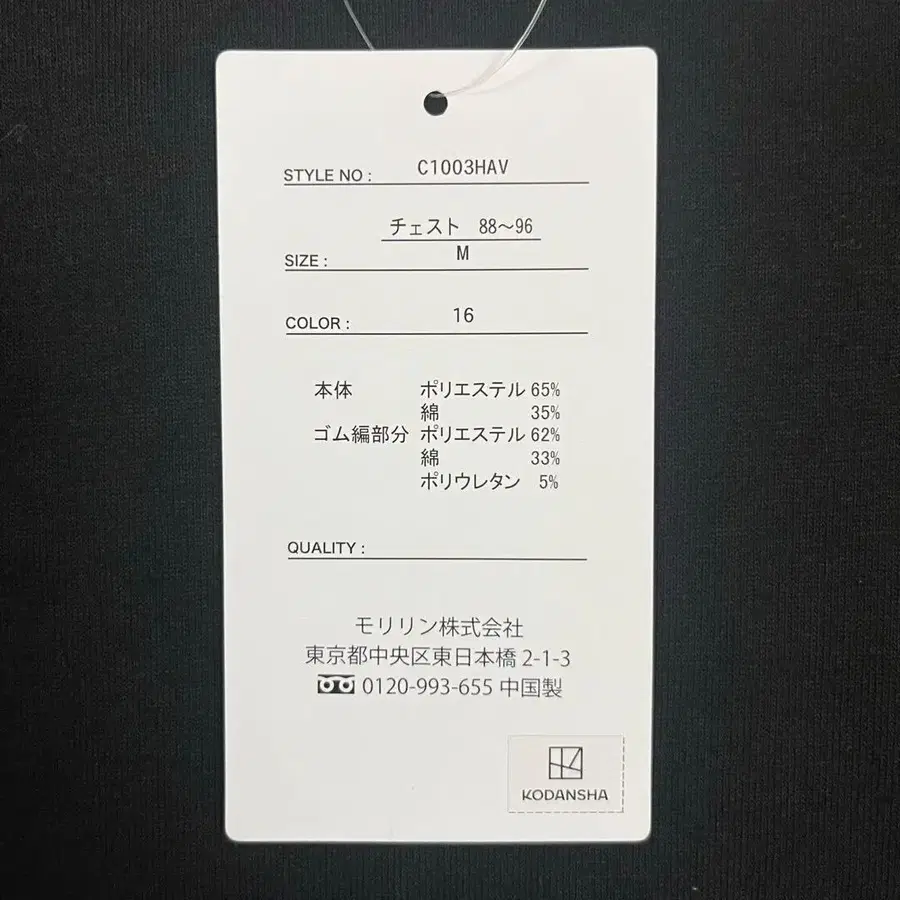 STYLE NO : C1003HAV
チェスト 88～96
SIZE : M
COLOR : 16
本体 ポリエステル 65%
綿 35%
ゴム編部分 ポリエステル 62%
綿 33%
ポリウレタン 5%
QUALITY :
モリリン株式会社
東京都中央区東日本橋 2-1-3
0120-993-655 中国製
KODANSHA